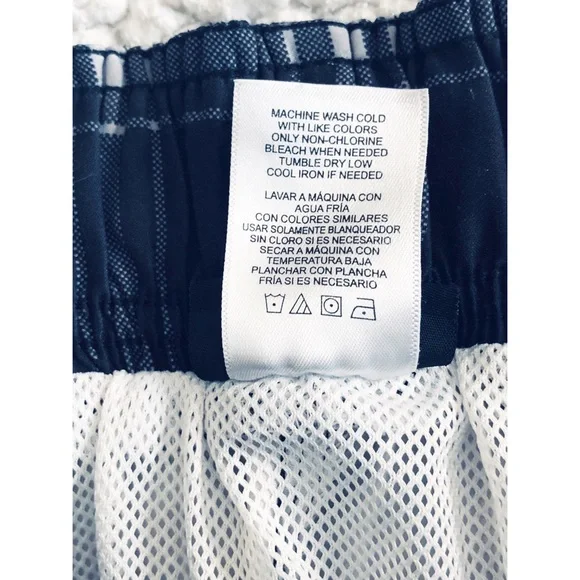 MACHINE WASH COLD
WITH LIKE COLORS
ONLY NON-CHLORINE
BLEACH WHEN NEEDED
TUMBLE DRY LOW
COOL IRON IF NEEDED
LAVAR A MÁQUINA CON
AGUA FRÍA
CON COLORES SIMILARES
USAR SOLAMENTE BLANQUEADOR
SIN CLORO SI ES NECESARIO
SECAR A MÁQUINA CON
TEMPERATURA BAJA
PLANCHAR CON PLANCHA
FRÍA SI ES NECESARIO